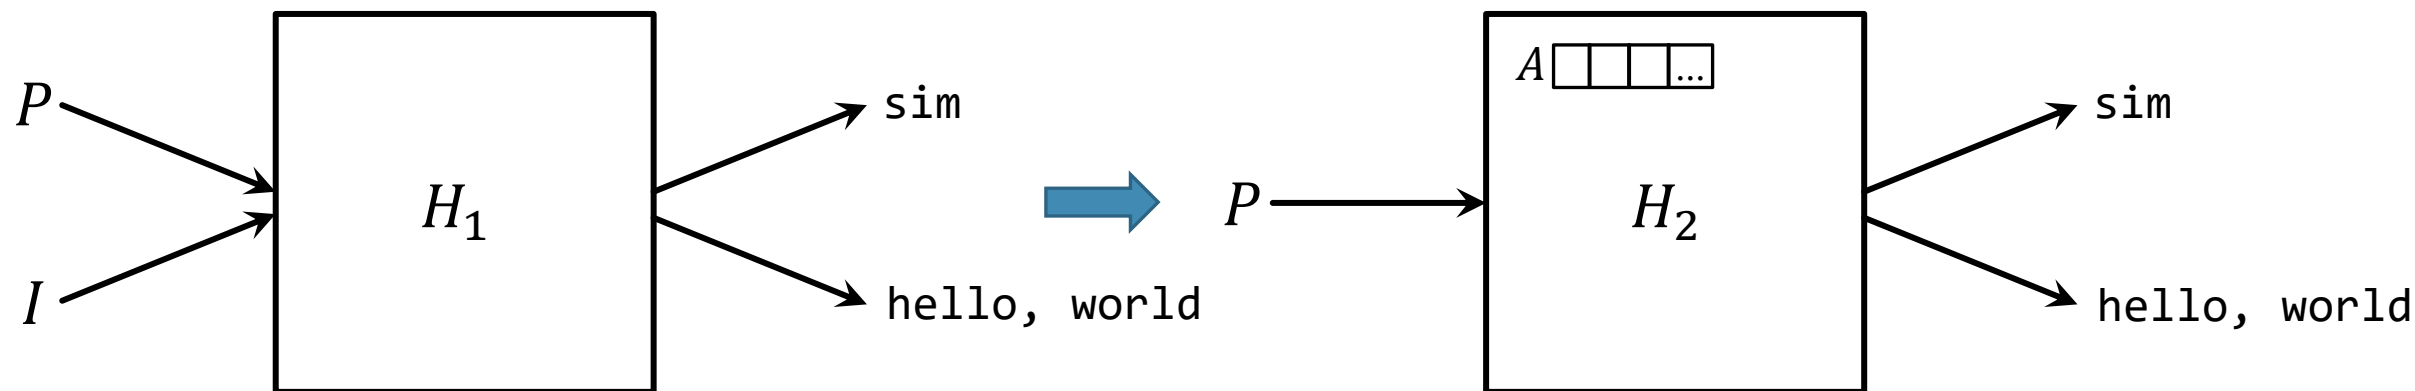 P
I
H₁
sim
hello, world
P
A
...
H₂
sim
hello, world